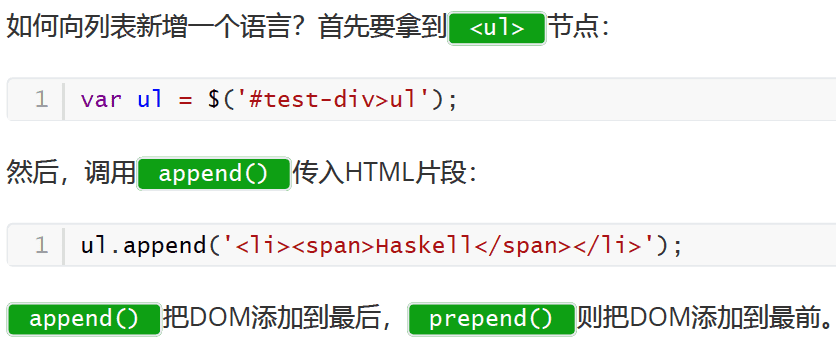 如何向列表新增一个语言？首先要拿到 <ul> 节点：
1 var ul = $('#test-div>ul');
然后，调用 append() 传入HTML片段：
1 ul.append('<li><span>Haskell</span></li>');
append() 把DOM添加到最后， prepend() 则把DOM添加到最前。